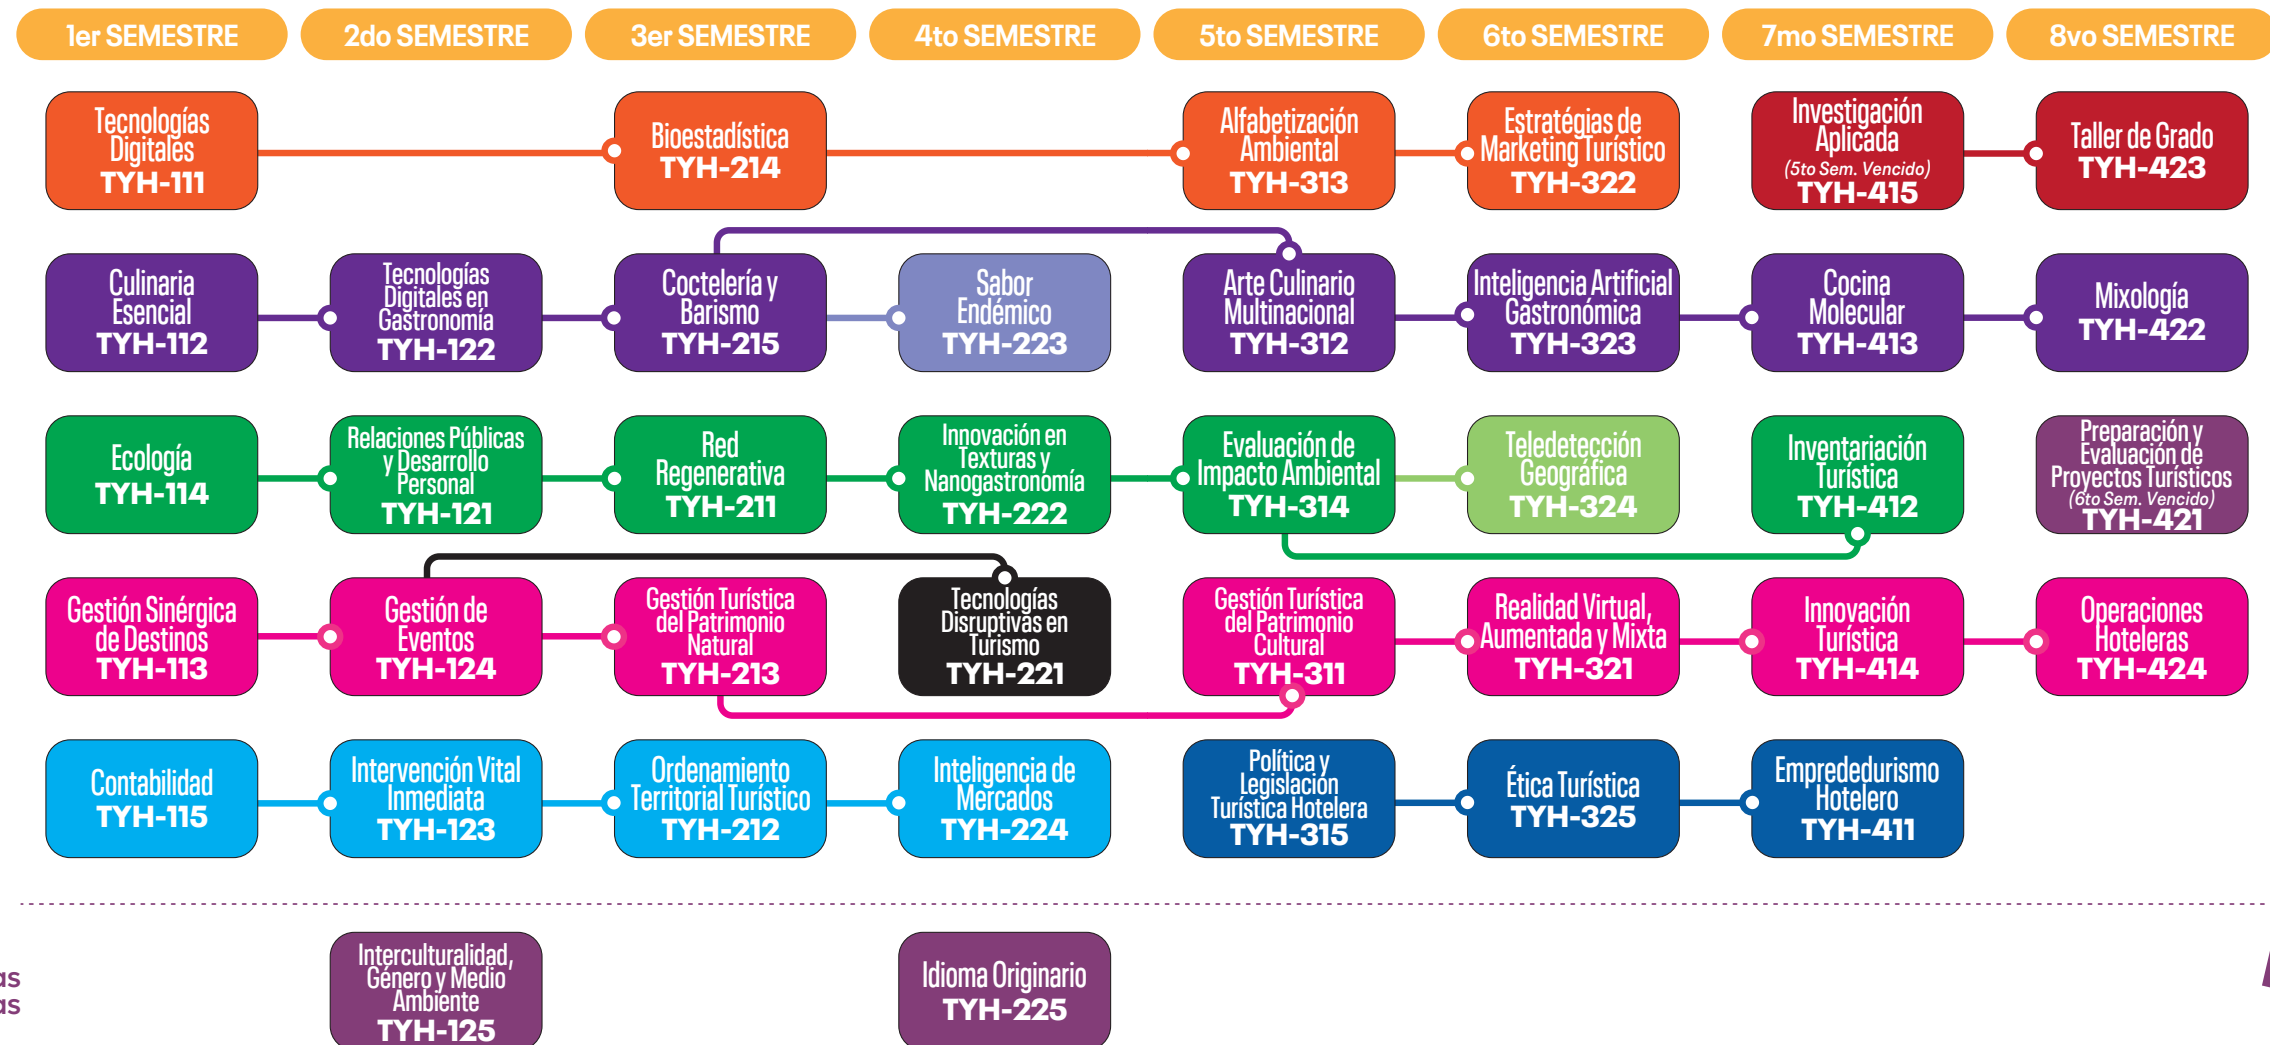 1er SEMESTRE
2do SEMESTRE
3er SEMESTRE
4to SEMESTRE
5to SEMESTRE
6to SEMESTRE
7mo SEMESTRE
8vo SEMESTRE
Tecnologías
Digitales
TYH-111
Bioestadística
TYH-214
Alfabetización
Ambiental
TYH-313
Estratégias de
Marketing Turístico
TYH-322
Investigación
Aplicada
(5to Sem. Vencido)
TYH-415
Taller de Grado
TYH-423
Culinaria
Esencial
TYH-112
Tecnologías
Digitales en
Gastronomía
TYH-122
Coctelería y
Barismo
TYH-215
Sabor
Endémico
TYH-223
Arte Culinario
Multinacional
TYH-312
Inteligencia Artificial
Gastronómica
TYH-323
Cocina
Molecular
TYH-413
Mixología
TYH-422
Ecología
TYH-114
Relaciones Públicas
y Desarrollo
Personal
TYH-121
Red
Regenerativa
TYH-211
Innovación en
Texturas y
Nanogastronomía
TYH-222
Evaluación de
Impacto Ambiental
TYH-314
Teledetección
Geográfica
TYH-324
Inventariación
Turística
TYH-412
Preparación y
Evaluación de
Proyectos Turísticos
(6to Sem. Vencido)
TYH-421
Gestión Sinérgica
de Destinos
TYH-113
Gestión de
Eventos
TYH-124
Gestión Turística
del Patrimonio
Natural
TYH-213
Tecnologías
Disruptivas en
Turismo
TYH-221
Gestión Turística
del Patrimonio
Cultural
TYH-311
Realidad Virtual,
Aumentada y Mixta
TYH-321
Innovación
Turística
TYH-414
Operaciones
Hoteleras
TYH-424
Contabilidad
TYH-115
Intervención Vital
Inmediata
TYH-123
Ordenamiento
Territorial Turístico
TYH-212
Inteligencia de
Mercados
TYH-224
Política y
Legislación
Turística Hotelera
TYH-315
Ética Turística
TYH-325
Emprededurismo
Hotelero
TYH-411
as
as
Interculturalidad,
Género y Medio
Ambiente
TYH-125
Idioma Originario
TYH-225